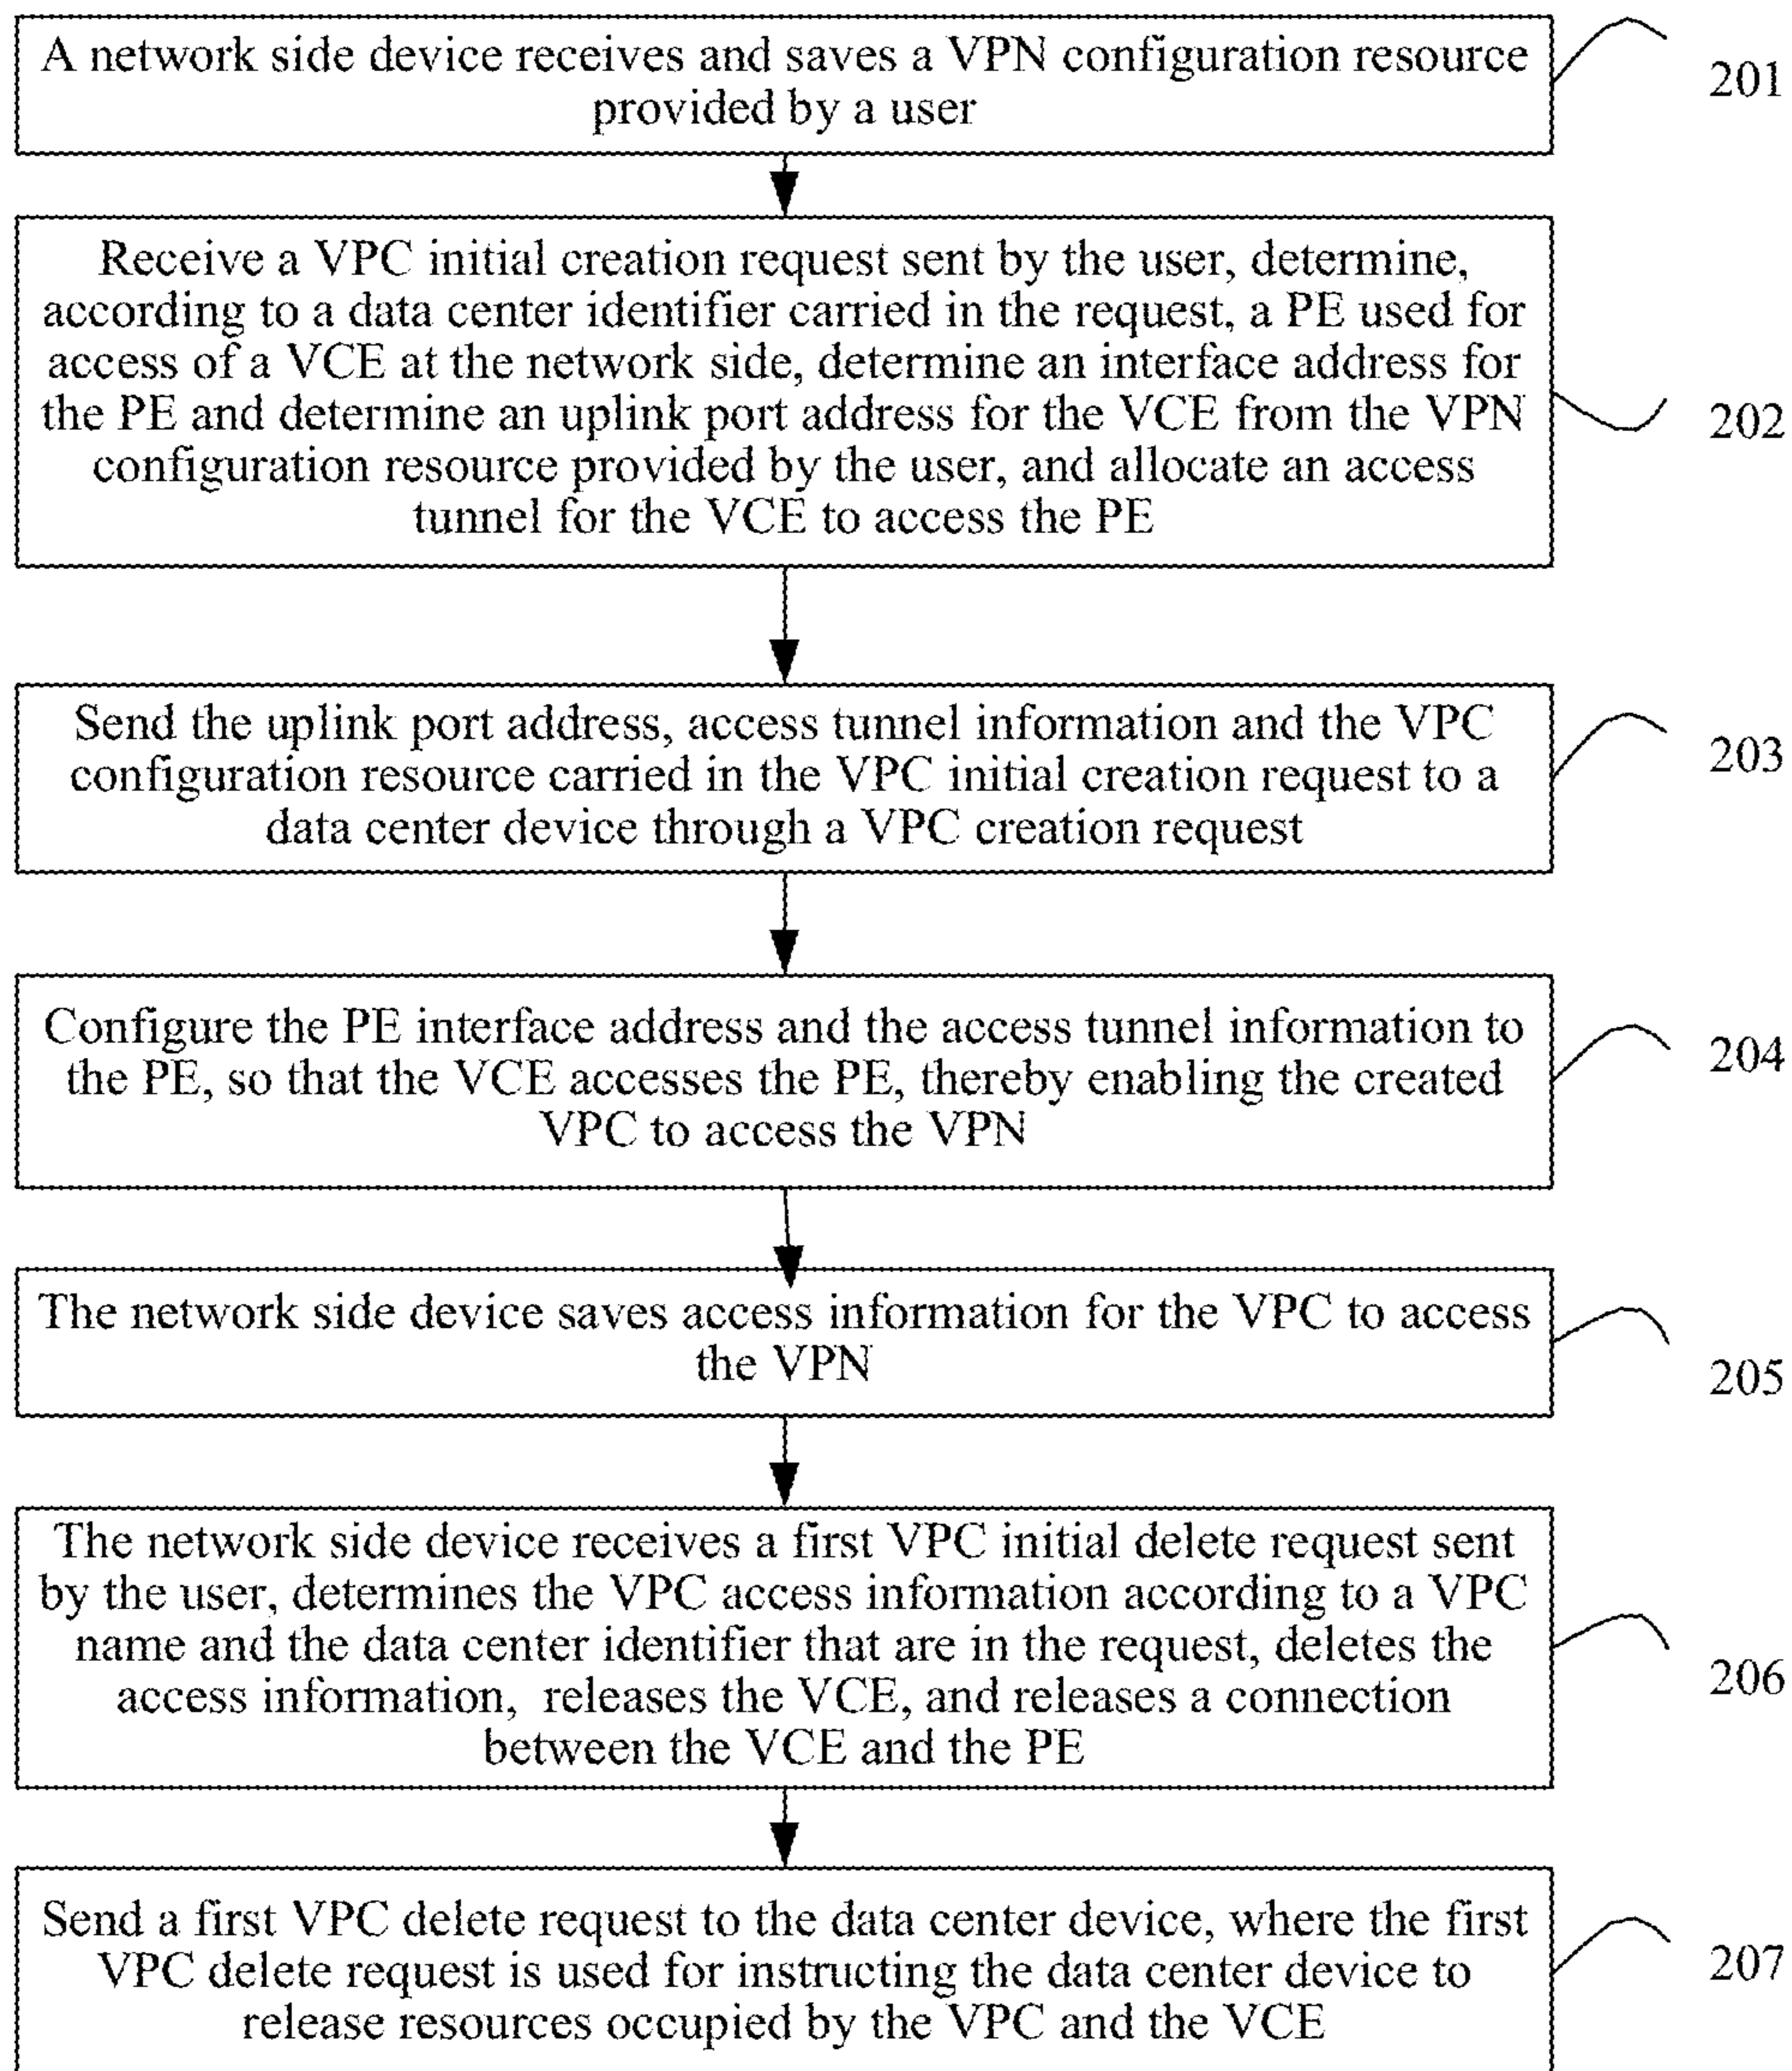 A network side device receives and saves a VPN configuration resource
provided by a user
201
Receive a VPC initial creation request sent by the user, determine,
according to a data center identifier carried in the request, a PE used for
access of a VCE at the network side, determine an interface address for
the PE and determine an uplink port address for the VCE from the VPN
configuration resource provided by the user, and allocate an access
tunnel for the VCE to access the PE
202
Send the uplink port address, access tunnel information and the VPC
configuration resource carried in the VPC initial creation request to a
data center device through a VPC creation request
203
Configure the PE interface address and the access tunnel information to
the PE, so that the VCE accesses the PE, thereby enabling the created
VPC to access the VPN
204
The network side device saves access information for the VPC to access
the VPN
205
The network side device receives a first VPC initial delete request sent
by the user, determines the VPC access information according to a VPC
name and the data center identifier that are in the request, deletes the
access information, releases the VCE, and releases a connection
between the VCE and the PE
206
Send a first VPC delete request to the data center device, where the first
VPC delete request is used for instructing the data center device to
release resources occupied by the VPC and the VCE
207